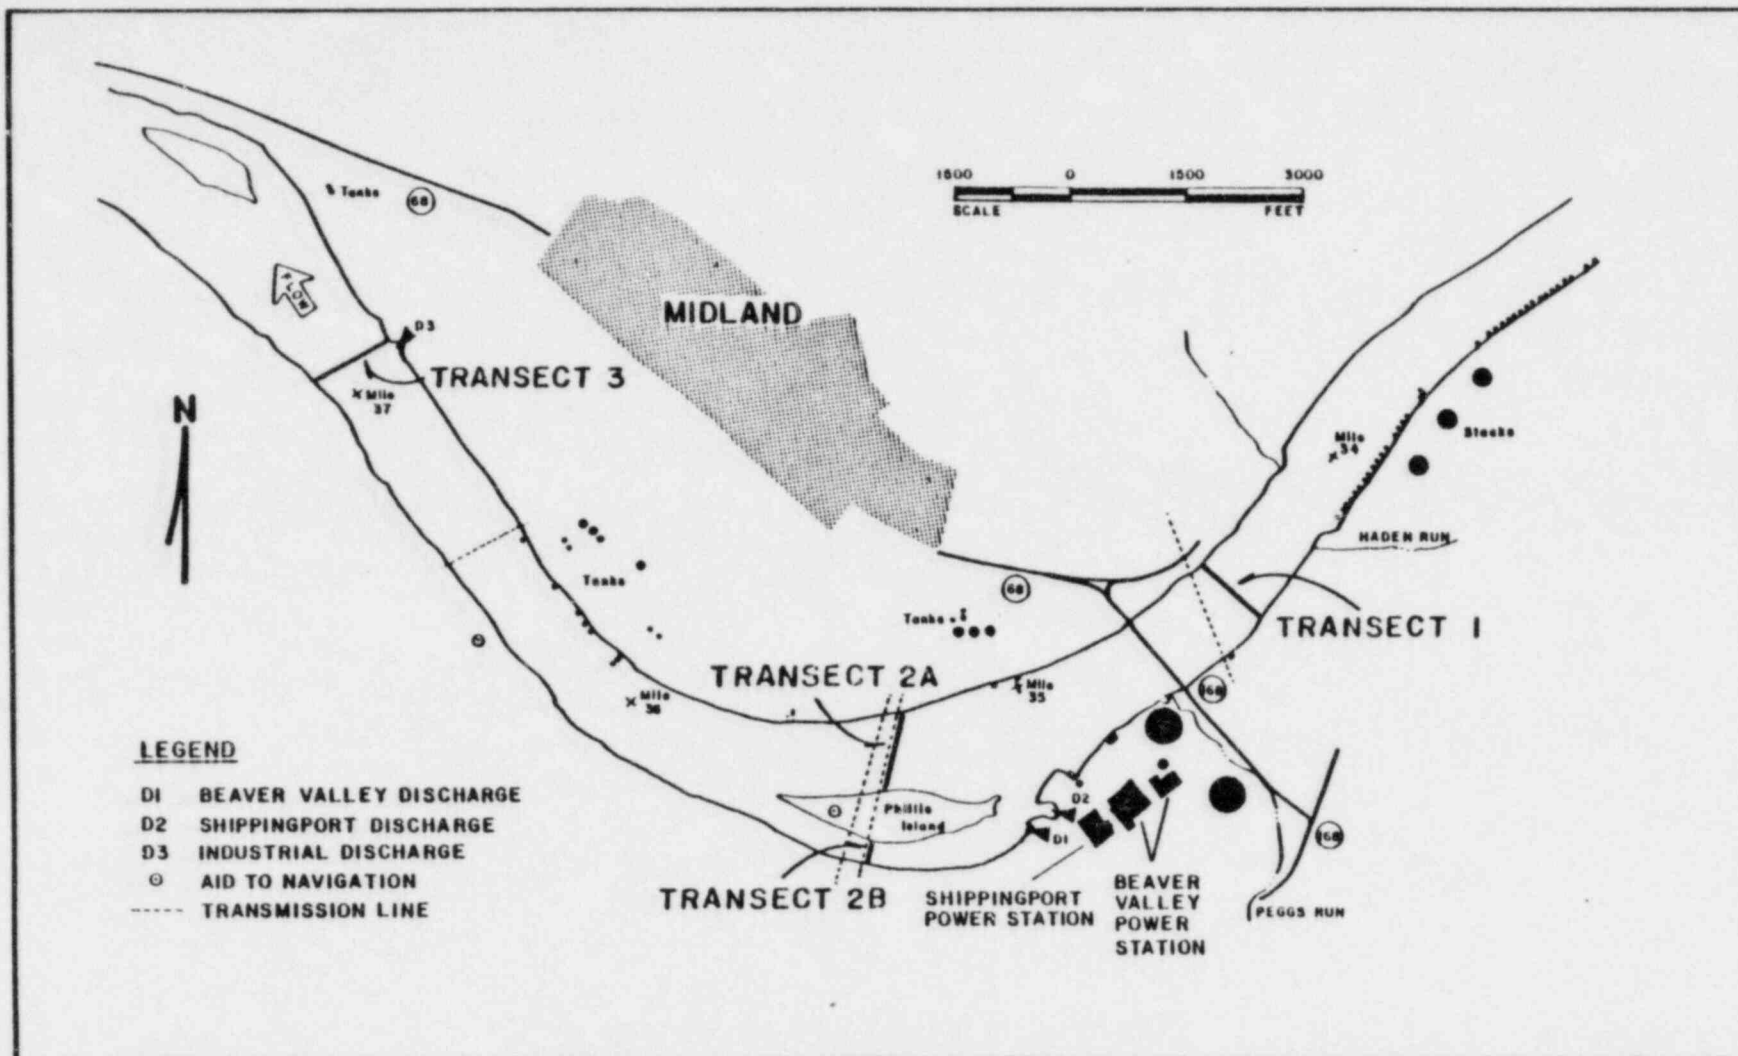 1500 0 1500 3000
SCALE FEET
Tanks
68
FLOW
MIDLAND
D3
TRANSECT 3
Mile
37
N
Mile
34
Stacks
HADEN RUN
Tanks
68
Tanks
TRANSECT 1
TRANSECT 2A
Mile
35
168
Mile
36
LEGEND
D1 BEAVER VALLEY DISCHARGE
D2 SHIPPINGPORT DISCHARGE
D3 INDUSTRIAL DISCHARGE
AID TO NAVIGATION
TRANSMISSION LINE
Phillis
Island
D2
D1
168
TRANSECT 2B
SHIPPINGPORT
POWER STATION
BEAVER
VALLEY
POWER
STATION
PEGGS RUN